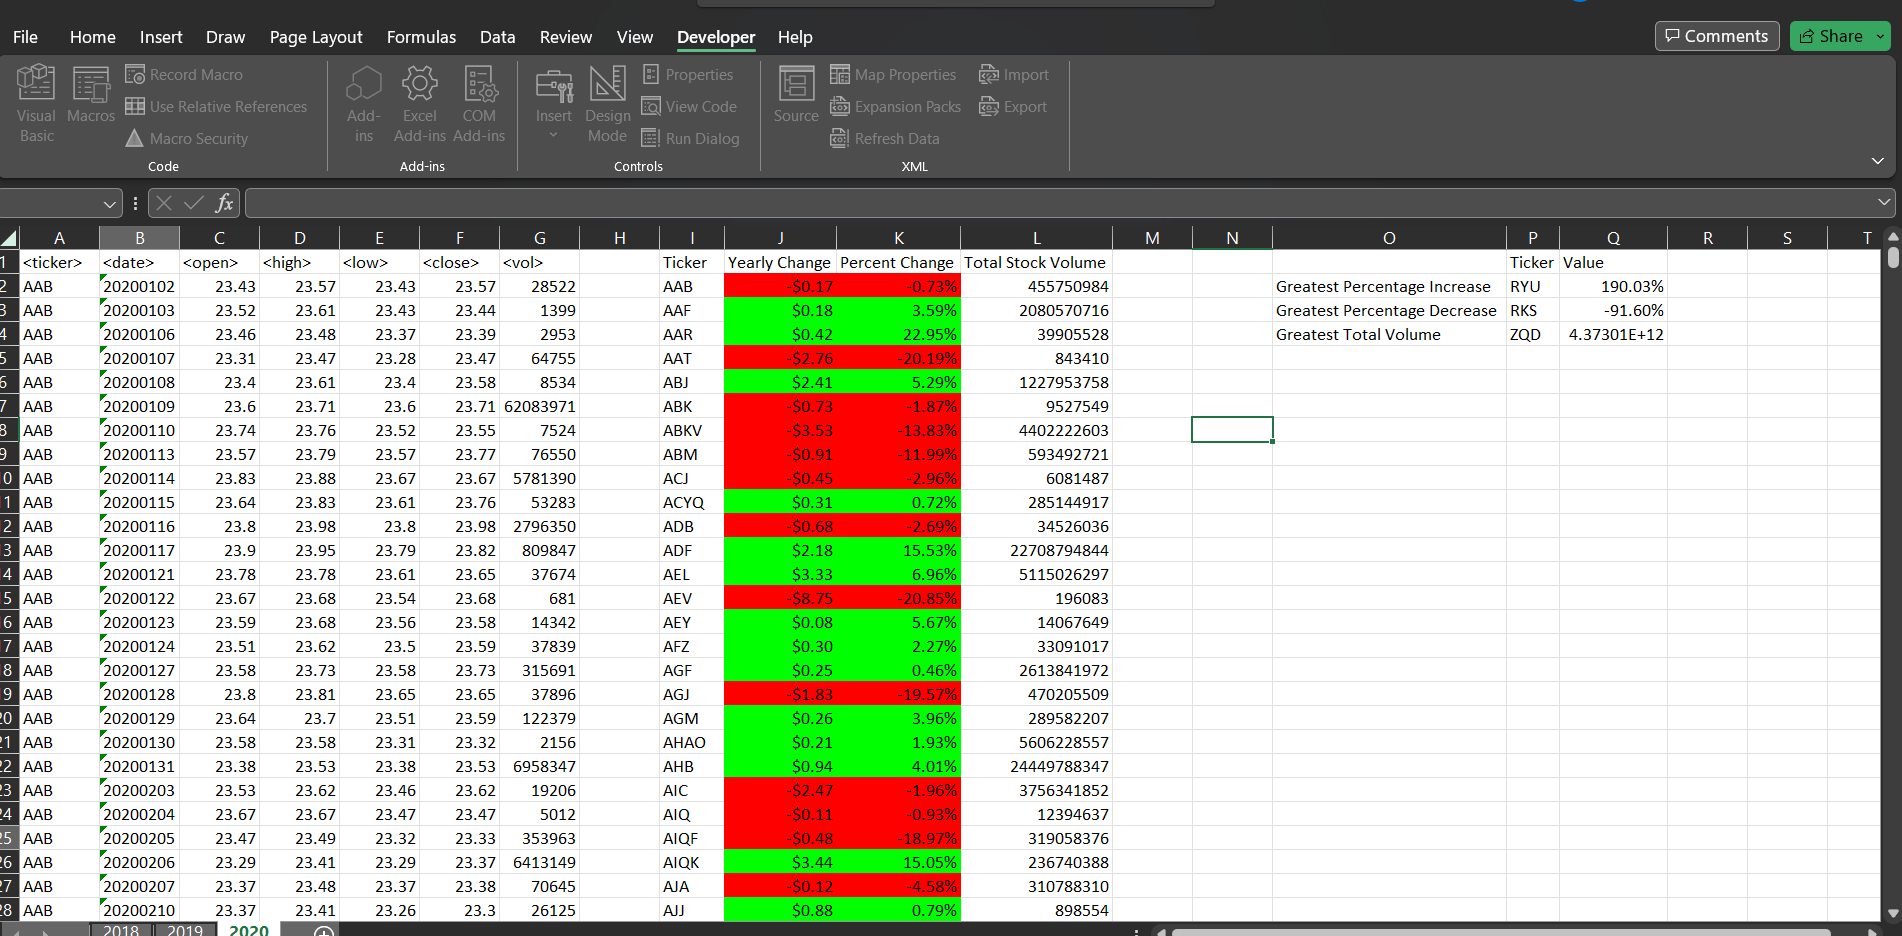 File Home Insert Draw Page Layout Formulas Data Review View Developer Help Comments Share
Record Macro Properties Map Properties Import
Visual Basic Macros Use Relative References Add-ins Excel Add-ins COM Add-ins Insert Design Mode View Code Source Expansion Packs Export
Macro Security Run Dialog Refresh Data
Code Add-ins Controls XML
fx
A B C D E F G H I J K L M N O P Q R S T
1 <ticker> <date> <open> <high> <low> <close> <vol> Ticker Yearly Change Percent Change Total Stock Volume Ticker Value
2 AAB 20200102 23.43 23.57 23.43 23.57 28522 AAB -$0.17 -0.73% 455750984 Greatest Percentage Increase RYU 190.03%
3 AAB 20200103 23.52 23.61 23.43 23.44 1399 AAF $0.18 3.59% 2080570716 Greatest Percentage Decrease RKS -91.60%
4 AAB 20200106 23.46 23.48 23.37 23.39 2953 AAR $0.42 22.95% 39905528 Greatest Total Volume ZQD 4.37301E+12
5 AAB 20200107 23.31 23.47 23.28 23.47 64755 AAT -$2.76 -20.19% 843410
6 AAB 20200108 23.4 23.61 23.4 23.58 8534 ABJ $2.41 5.29% 1227953758
7 AAB 20200109 23.6 23.71 23.6 23.71 62083971 ABK -$0.73 -1.87% 9527549
8 AAB 20200110 23.74 23.76 23.52 23.55 7524 ABKV -$3.53 -13.83% 4402222603
9 AAB 20200113 23.57 23.79 23.57 23.77 76550 ABM -$0.91 -11.99% 593492721
0 AAB 20200114 23.83 23.88 23.67 23.67 5781390 ACJ -$0.45 -2.96% 6081487
1 AAB 20200115 23.64 23.83 23.61 23.76 53283 ACYQ $0.31 0.72% 285144917
2 AAB 20200116 23.8 23.98 23.8 23.98 2796350 ADB -$0.68 -2.69% 34526036
3 AAB 20200117 23.9 23.95 23.79 23.82 809847 ADF $2.18 15.53% 22708794844
4 AAB 20200121 23.78 23.78 23.61 23.65 37674 AEL $3.33 6.96% 5115026297
5 AAB 20200122 23.67 23.68 23.54 23.68 681 AEV -$8.75 -20.85% 196083
6 AAB 20200123 23.59 23.68 23.56 23.58 14342 AEY $0.08 5.67% 14067649
7 AAB 20200124 23.51 23.62 23.5 23.59 37839 AFZ $0.30 2.27% 33091017
8 AAB 20200127 23.58 23.73 23.58 23.73 315691 AGF $0.25 0.46% 2613841972
9 AAB 20200128 23.8 23.81 23.65 23.65 37896 AGJ -$1.83 -19.57% 470205509
20 AAB 20200129 23.64 23.7 23.51 23.59 122379 AGM $0.26 3.96% 289582207
21 AAB 20200130 23.58 23.58 23.31 23.32 2156 AHAO $0.21 1.93% 5606228557
22 AAB 20200131 23.38 23.53 23.38 23.53 6958347 AHB $0.94 4.01% 24449788347
23 AAB 20200203 23.53 23.62 23.46 23.62 19206 AIC -$2.47 -1.96% 3756341852
24 AAB 20200204 23.67 23.67 23.47 23.47 5012 AIQ -$0.11 -0.93% 12394637
25 AAB 20200205 23.47 23.49 23.32 23.33 353963 AIQF -$0.48 -18.97% 319058376
26 AAB 20200206 23.29 23.41 23.29 23.37 6413149 AIQK $3.44 15.05% 236740388
27 AAB 20200207 23.37 23.48 23.37 23.38 70645 AJA -$0.12 -4.58% 310788310
28 AAB 20200210 23.37 23.41 23.26 23.3 26125 AJJ $0.88 0.79% 898554
2018 2019 2020